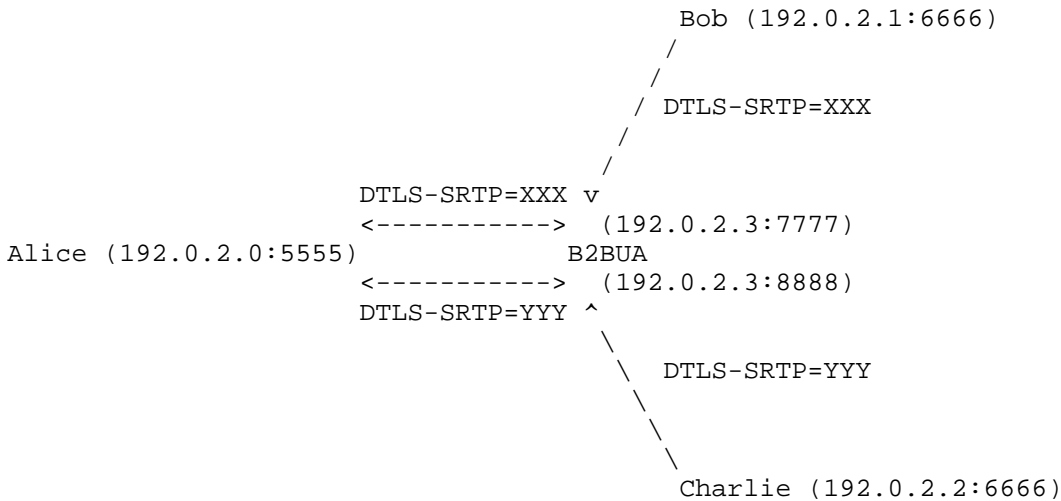 Bob (192.0.2.1:6666)
/
/
/ DTLS-SRTP=XXX
/
/
DTLS-SRTP=XXX v
<-----------> (192.0.2.3:7777)
Alice (192.0.2.0:5555) B2BUA
<-----------> (192.0.2.3:8888)
DTLS-SRTP=YYY ^
\
\ DTLS-SRTP=YYY
\
\
\
Charlie (192.0.2.2:6666)